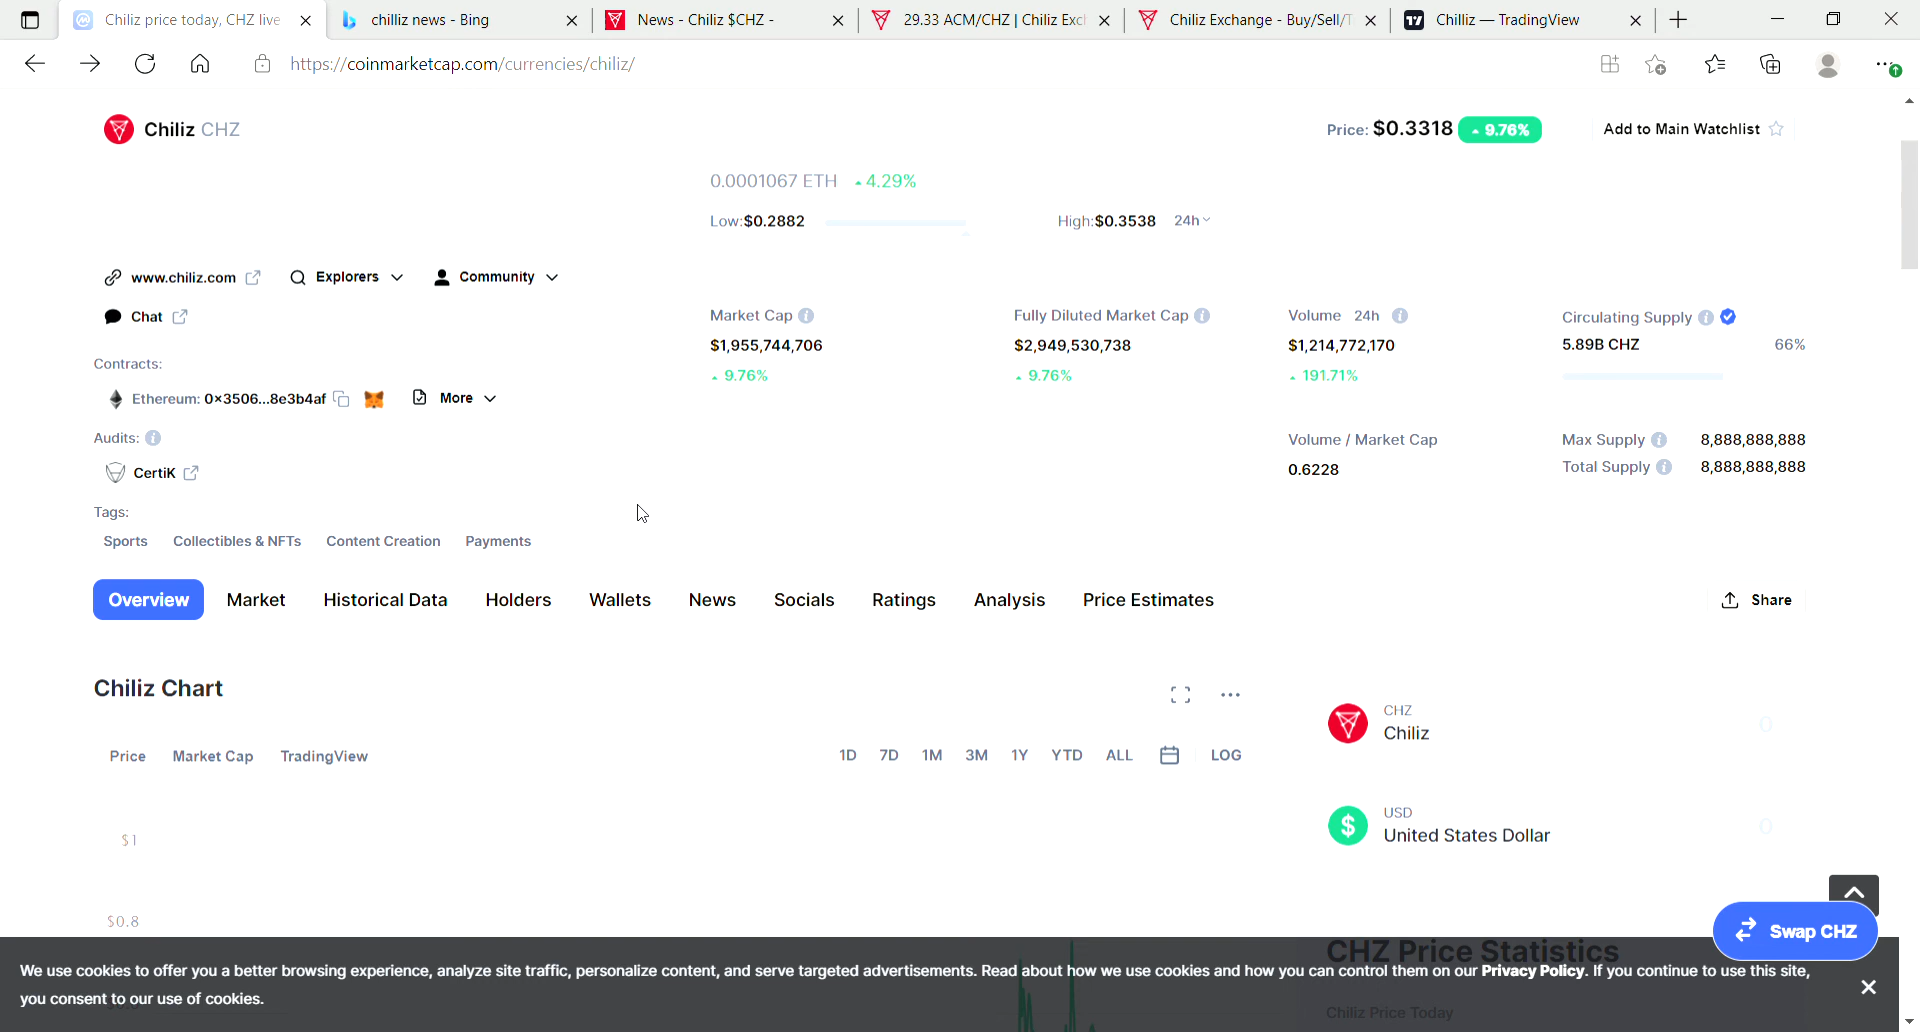 Chiliz price today, CHZ live
chilliz news - Bing
News - Chiliz $CHZ -
29.33 ACM/CHZ | Chiliz Exc
Chiliz Exchange - Buy/Sell/T
Chilliz — TradingView
https://coinmarketcap.com/currencies/chiliz/
Chiliz CHZ
Price: $0.3318 9.76%
Add to Main Watchlist
0.0001067 ETH 4.29%
Low:$0.2882
High:$0.3538 24h
www.chiliz.com
Explorers
Community
Chat
Market Cap
Fully Diluted Market Cap
Volume 24h
Circulating Supply
$1,955,744,706
$2,949,530,738
$1,214,772,170
5.89B CHZ
66%
9.76%
9.76%
191.71%
Contracts:
Ethereum: 0x3506...8e3b4af
More
Audits:
CertiK
Volume / Market Cap
0.6228
Max Supply 8,888,888,888
Total Supply 8,888,888,888
Tags:
Sports Collectibles & NFTs Content Creation Payments
Overview Market Historical Data Holders Wallets News Socials Ratings Analysis Price Estimates
Share
Chiliz Chart
Price Market Cap TradingView
1D 7D 1M 3M 1Y YTD ALL LOG
CHZ
Chiliz
0
USD
United States Dollar
0
$1
$0.8
Swap CHZ
CHZ Price Statistics
We use cookies to offer you a better browsing experience, analyze site traffic, personalize content, and serve targeted advertisements. Read about how we use cookies and how you can control them on our Privacy Policy. If you continue to use this site,
you consent to our use of cookies.
Chiliz Price Today